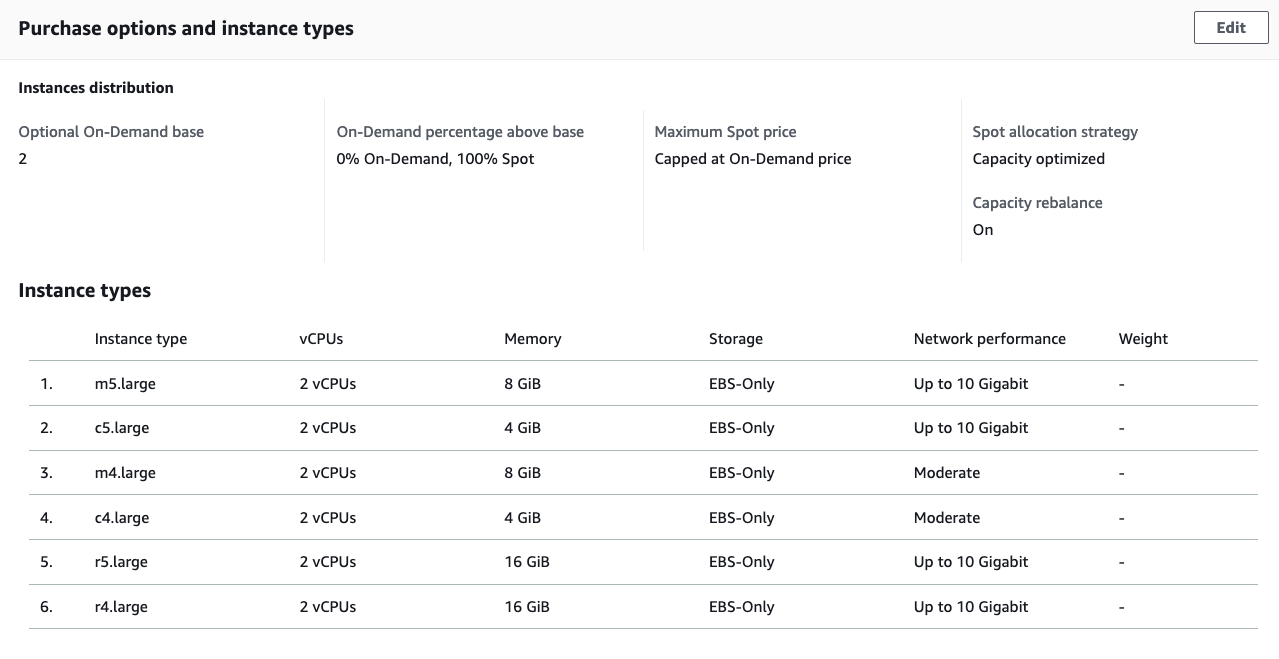 Purchase options and instance types
Edit
Instances distribution
Optional On-Demand base
2
On-Demand percentage above base
0% On-Demand, 100% Spot
Maximum Spot price
Capped at On-Demand price
Spot allocation strategy
Capacity optimized
Capacity rebalance
On
Instance types
Instance type vCPUs Memory Storage Network performance Weight
1. m5.large 2 vCPUs 8 GiB EBS-Only Up to 10 Gigabit -
2. c5.large 2 vCPUs 4 GiB EBS-Only Up to 10 Gigabit -
3. m4.large 2 vCPUs 8 GiB EBS-Only Moderate -
4. c4.large 2 vCPUs 4 GiB EBS-Only Moderate -
5. r5.large 2 vCPUs 16 GiB EBS-Only Up to 10 Gigabit -
6. r4.large 2 vCPUs 16 GiB EBS-Only Up to 10 Gigabit -